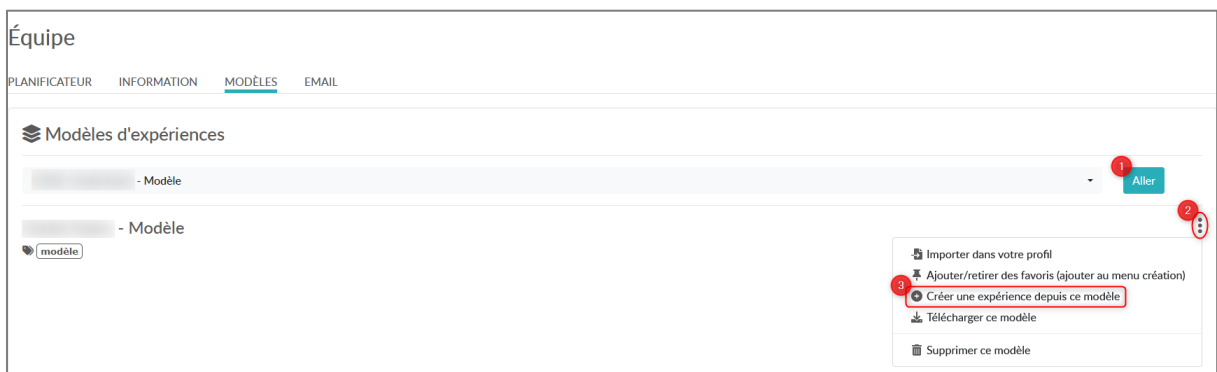 Équipe
PLANIFICATEUR INFORMATION MODÈLES EMAIL
Modèles d'expériences
- Modèle
1
Aller
2
- Modèle
modèle
Importer dans votre profil
Ajouter/retirer des favoris (ajouter au menu création)
3
Créer une expérience depuis ce modèle
Télécharger ce modèle
Supprimer ce modèle